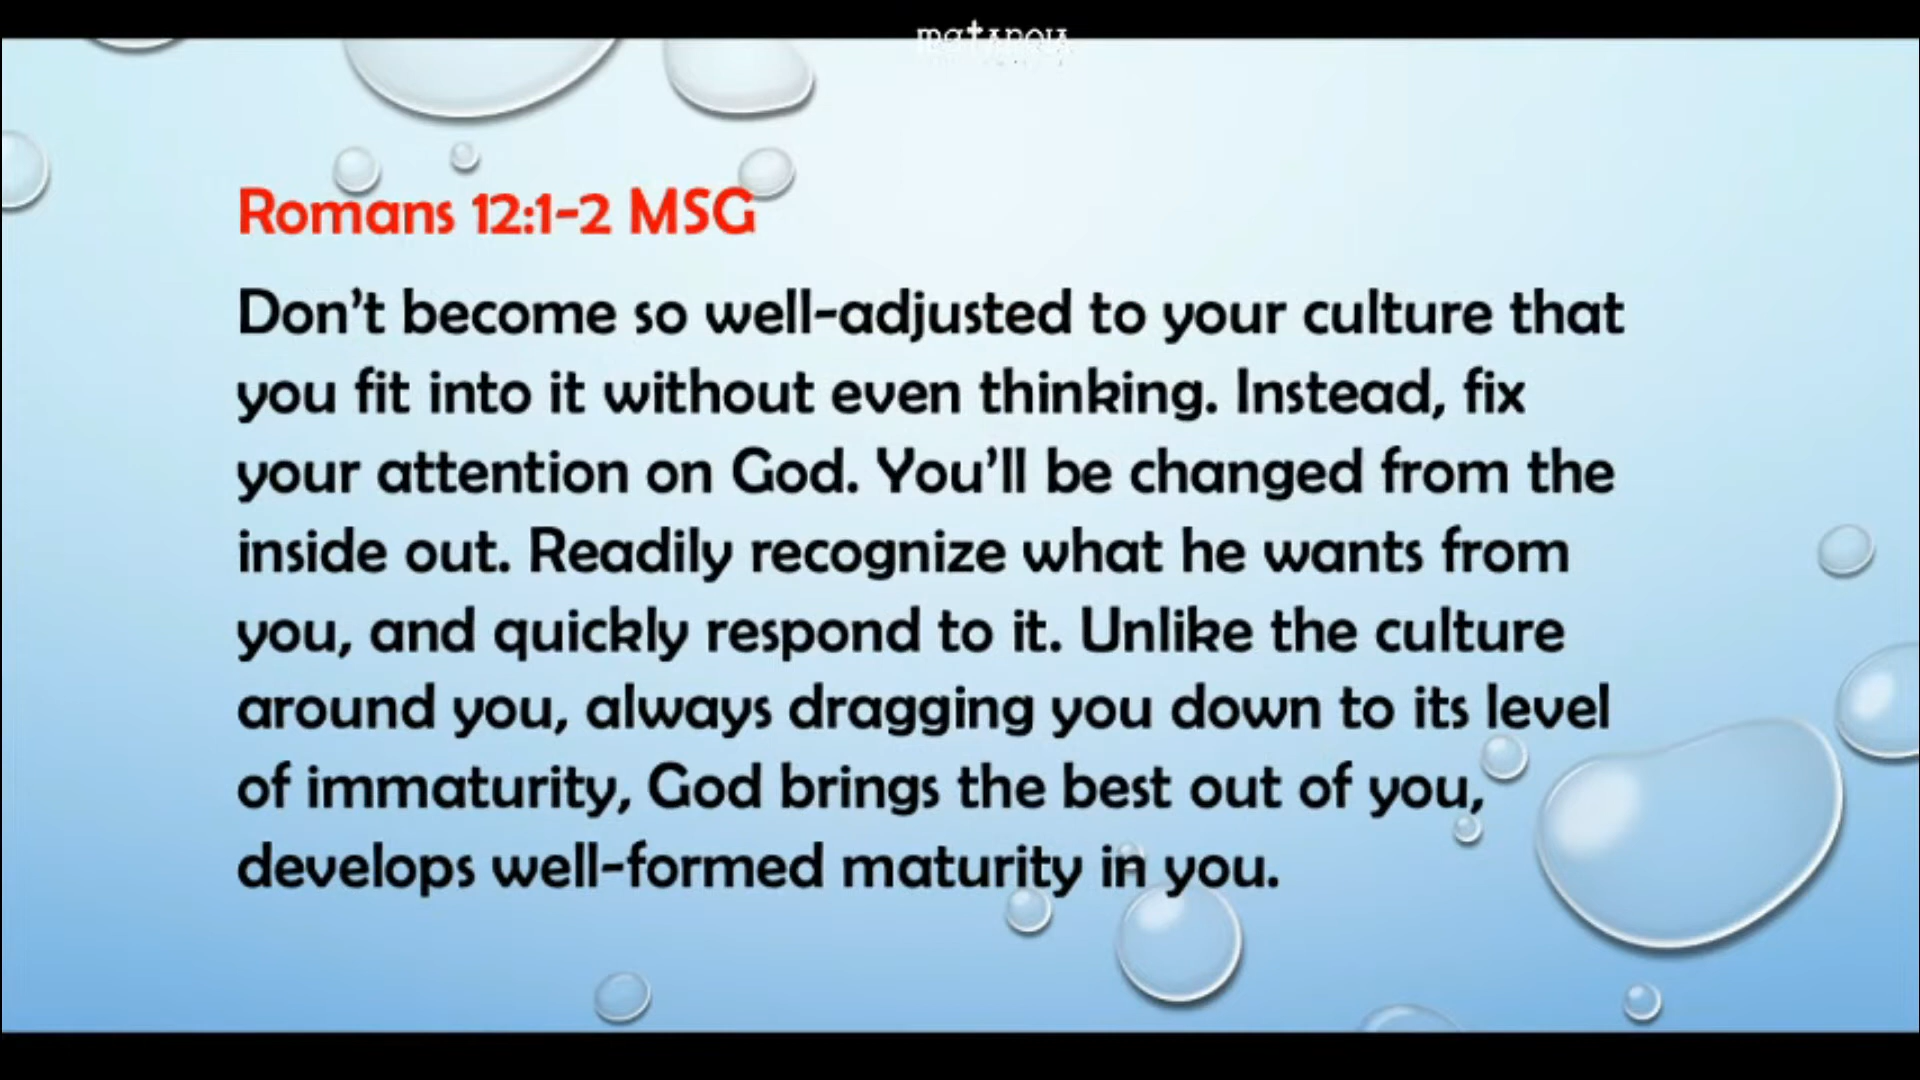 matanoia
Romans 12:1-2 MSG
Don't become so well-adjusted to your culture that
you fit into it without even thinking. Instead, fix
your attention on God. You'll be changed from the
inside out. Readily recognize what he wants from
you, and quickly respond to it. Unlike the culture
around you, always dragging you down to its level
of immaturity, God brings the best out of you,
develops well-formed maturity in you.